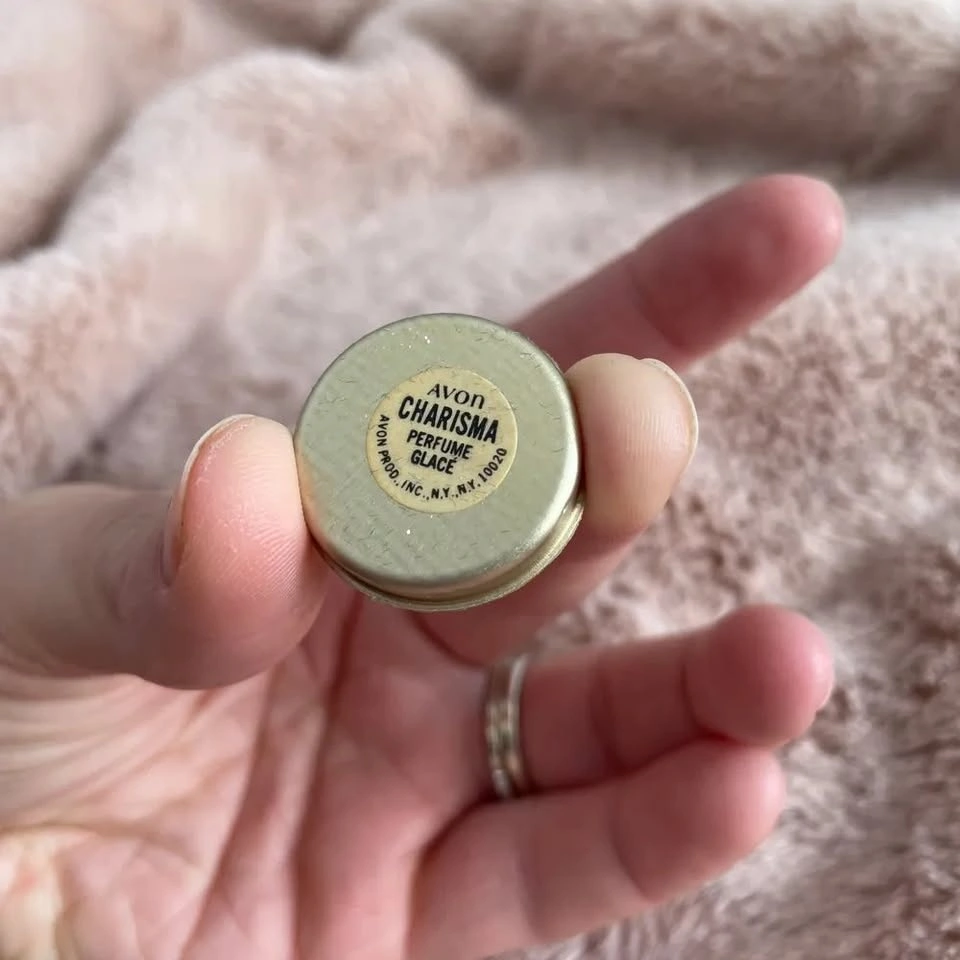 AVON
CHARISMA
PERFUME
GLACÉ
AVON PROD., INC., N.Y., N.Y. 10020